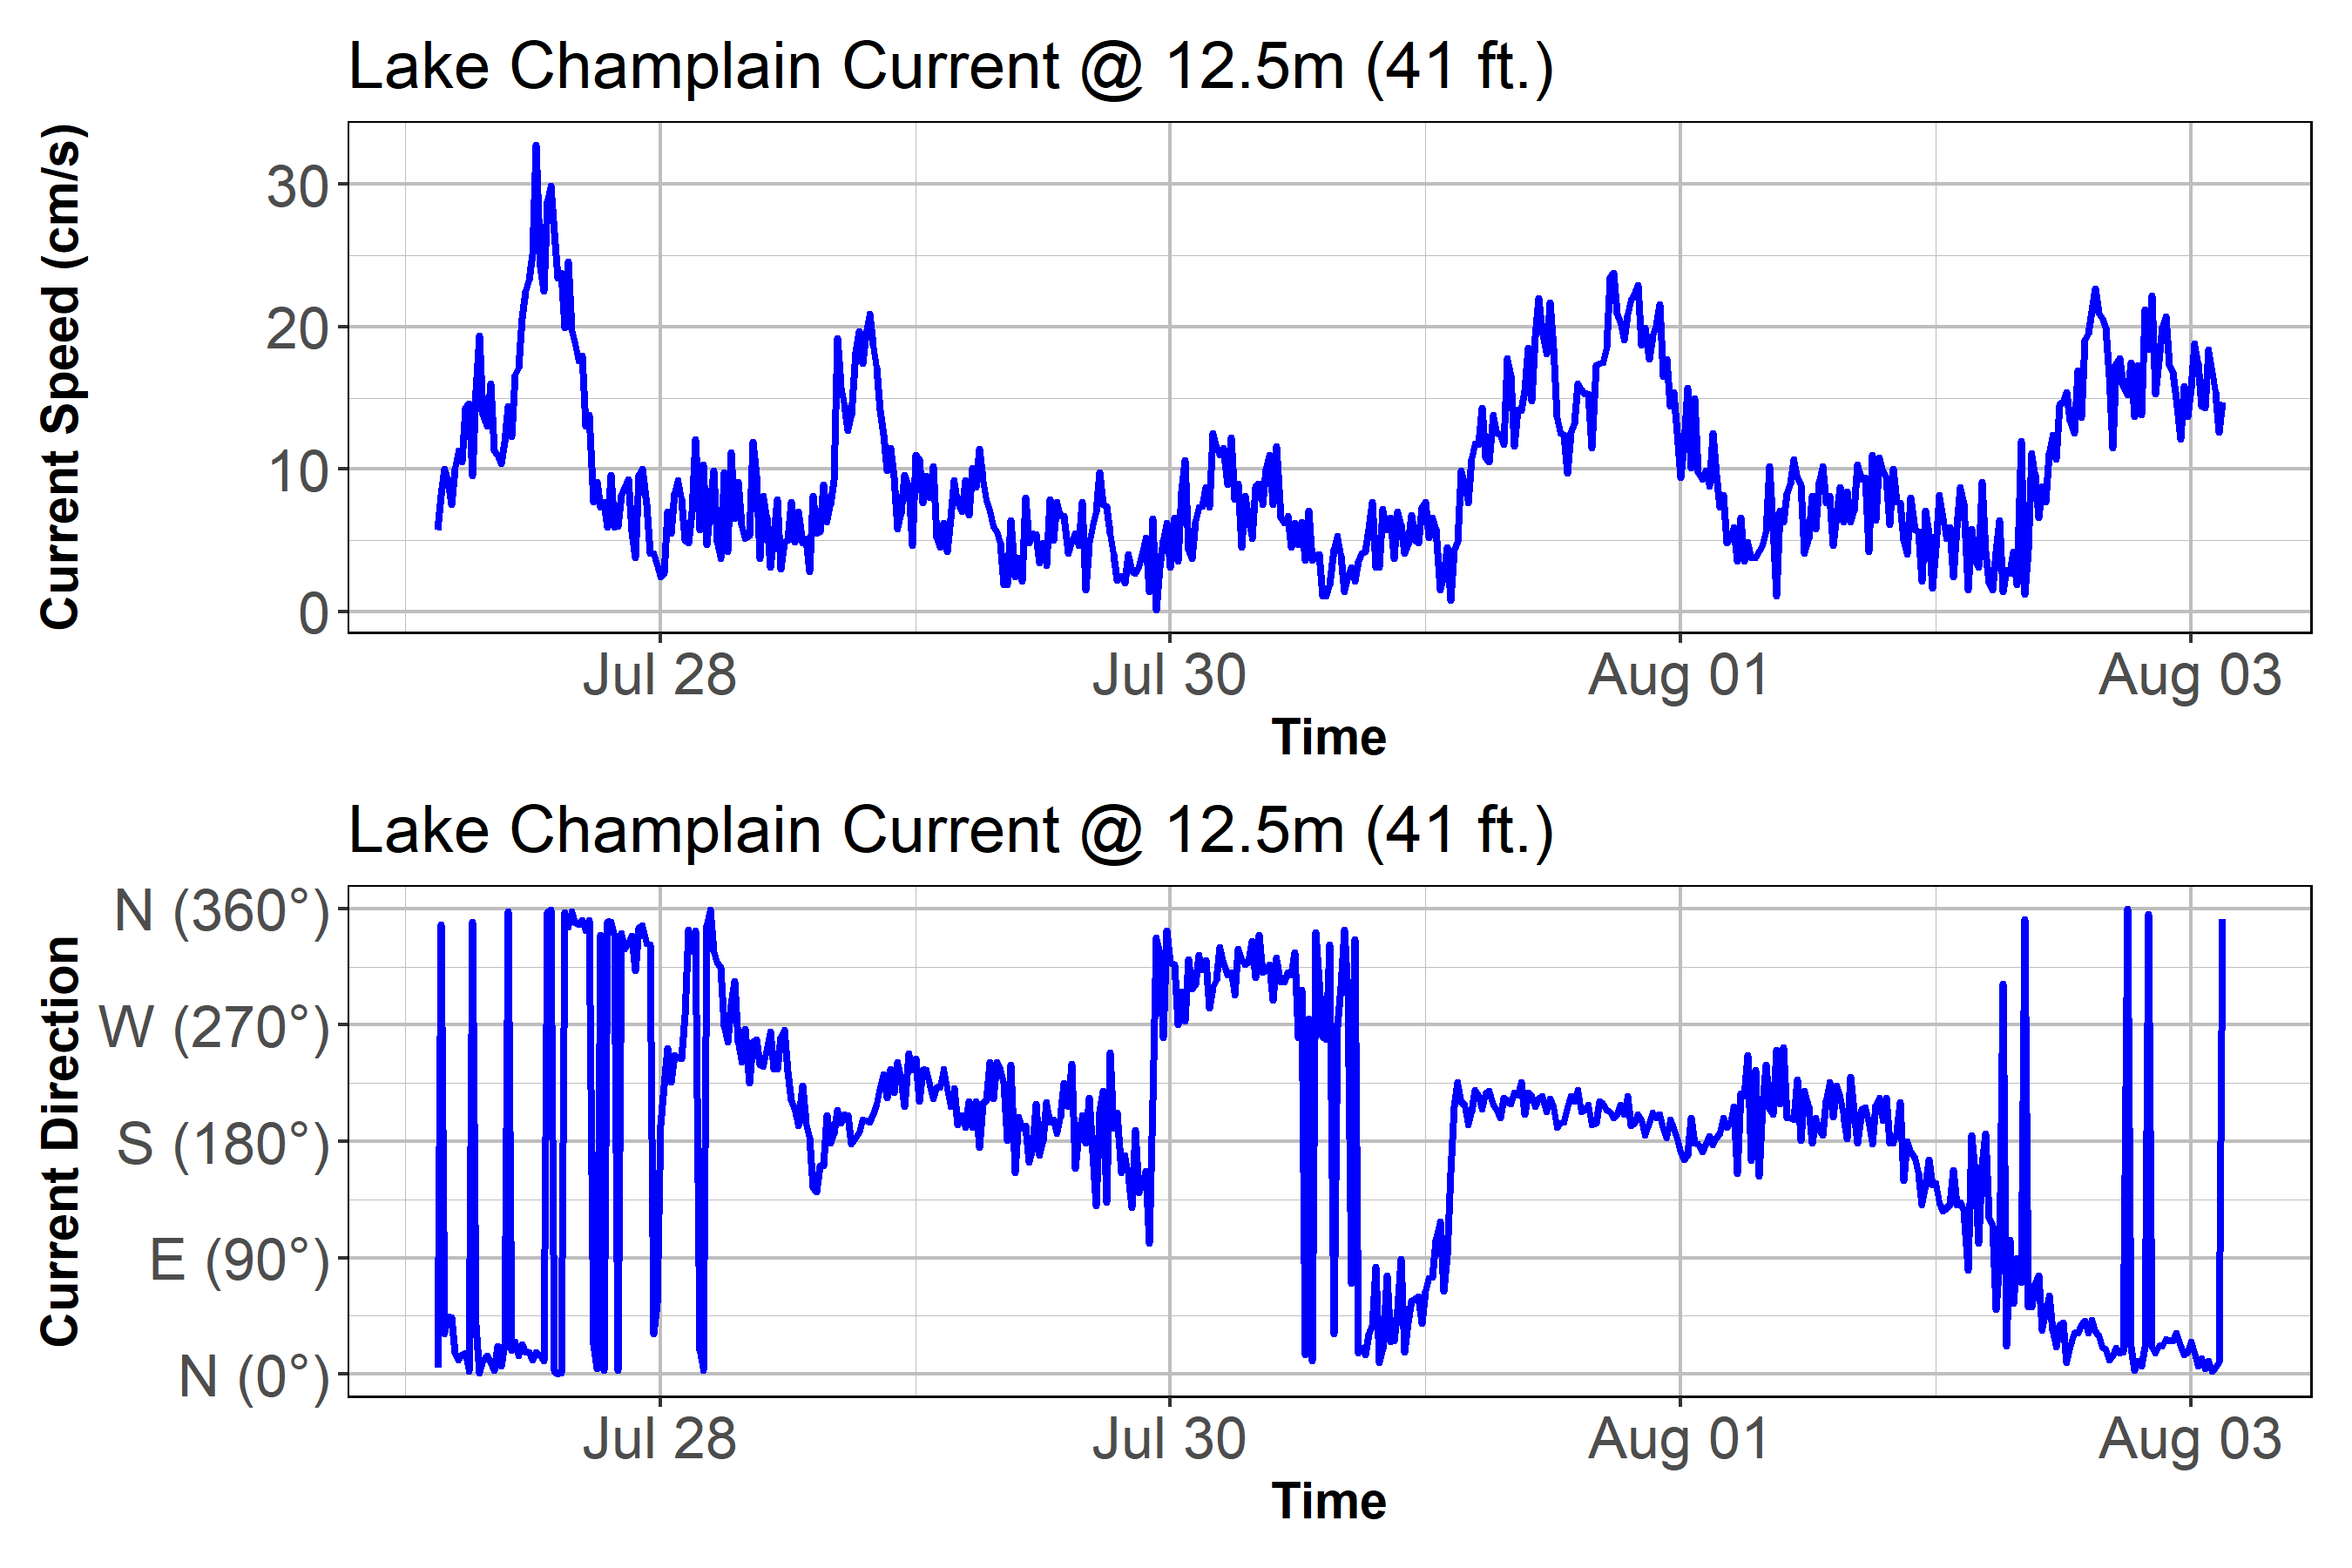 Lake Champlain Current @ 12.5m (41 ft.)
Current Speed (cm/s)
30
20
10
0
Jul 28
Jul 30
Aug 01
Aug 03
Time
Lake Champlain Current @ 12.5m (41 ft.)
Current Direction
N (360°)
W (270°)
S (180°)
E (90°)
N (0°)
Jul 28
Jul 30
Aug 01
Aug 03
Time